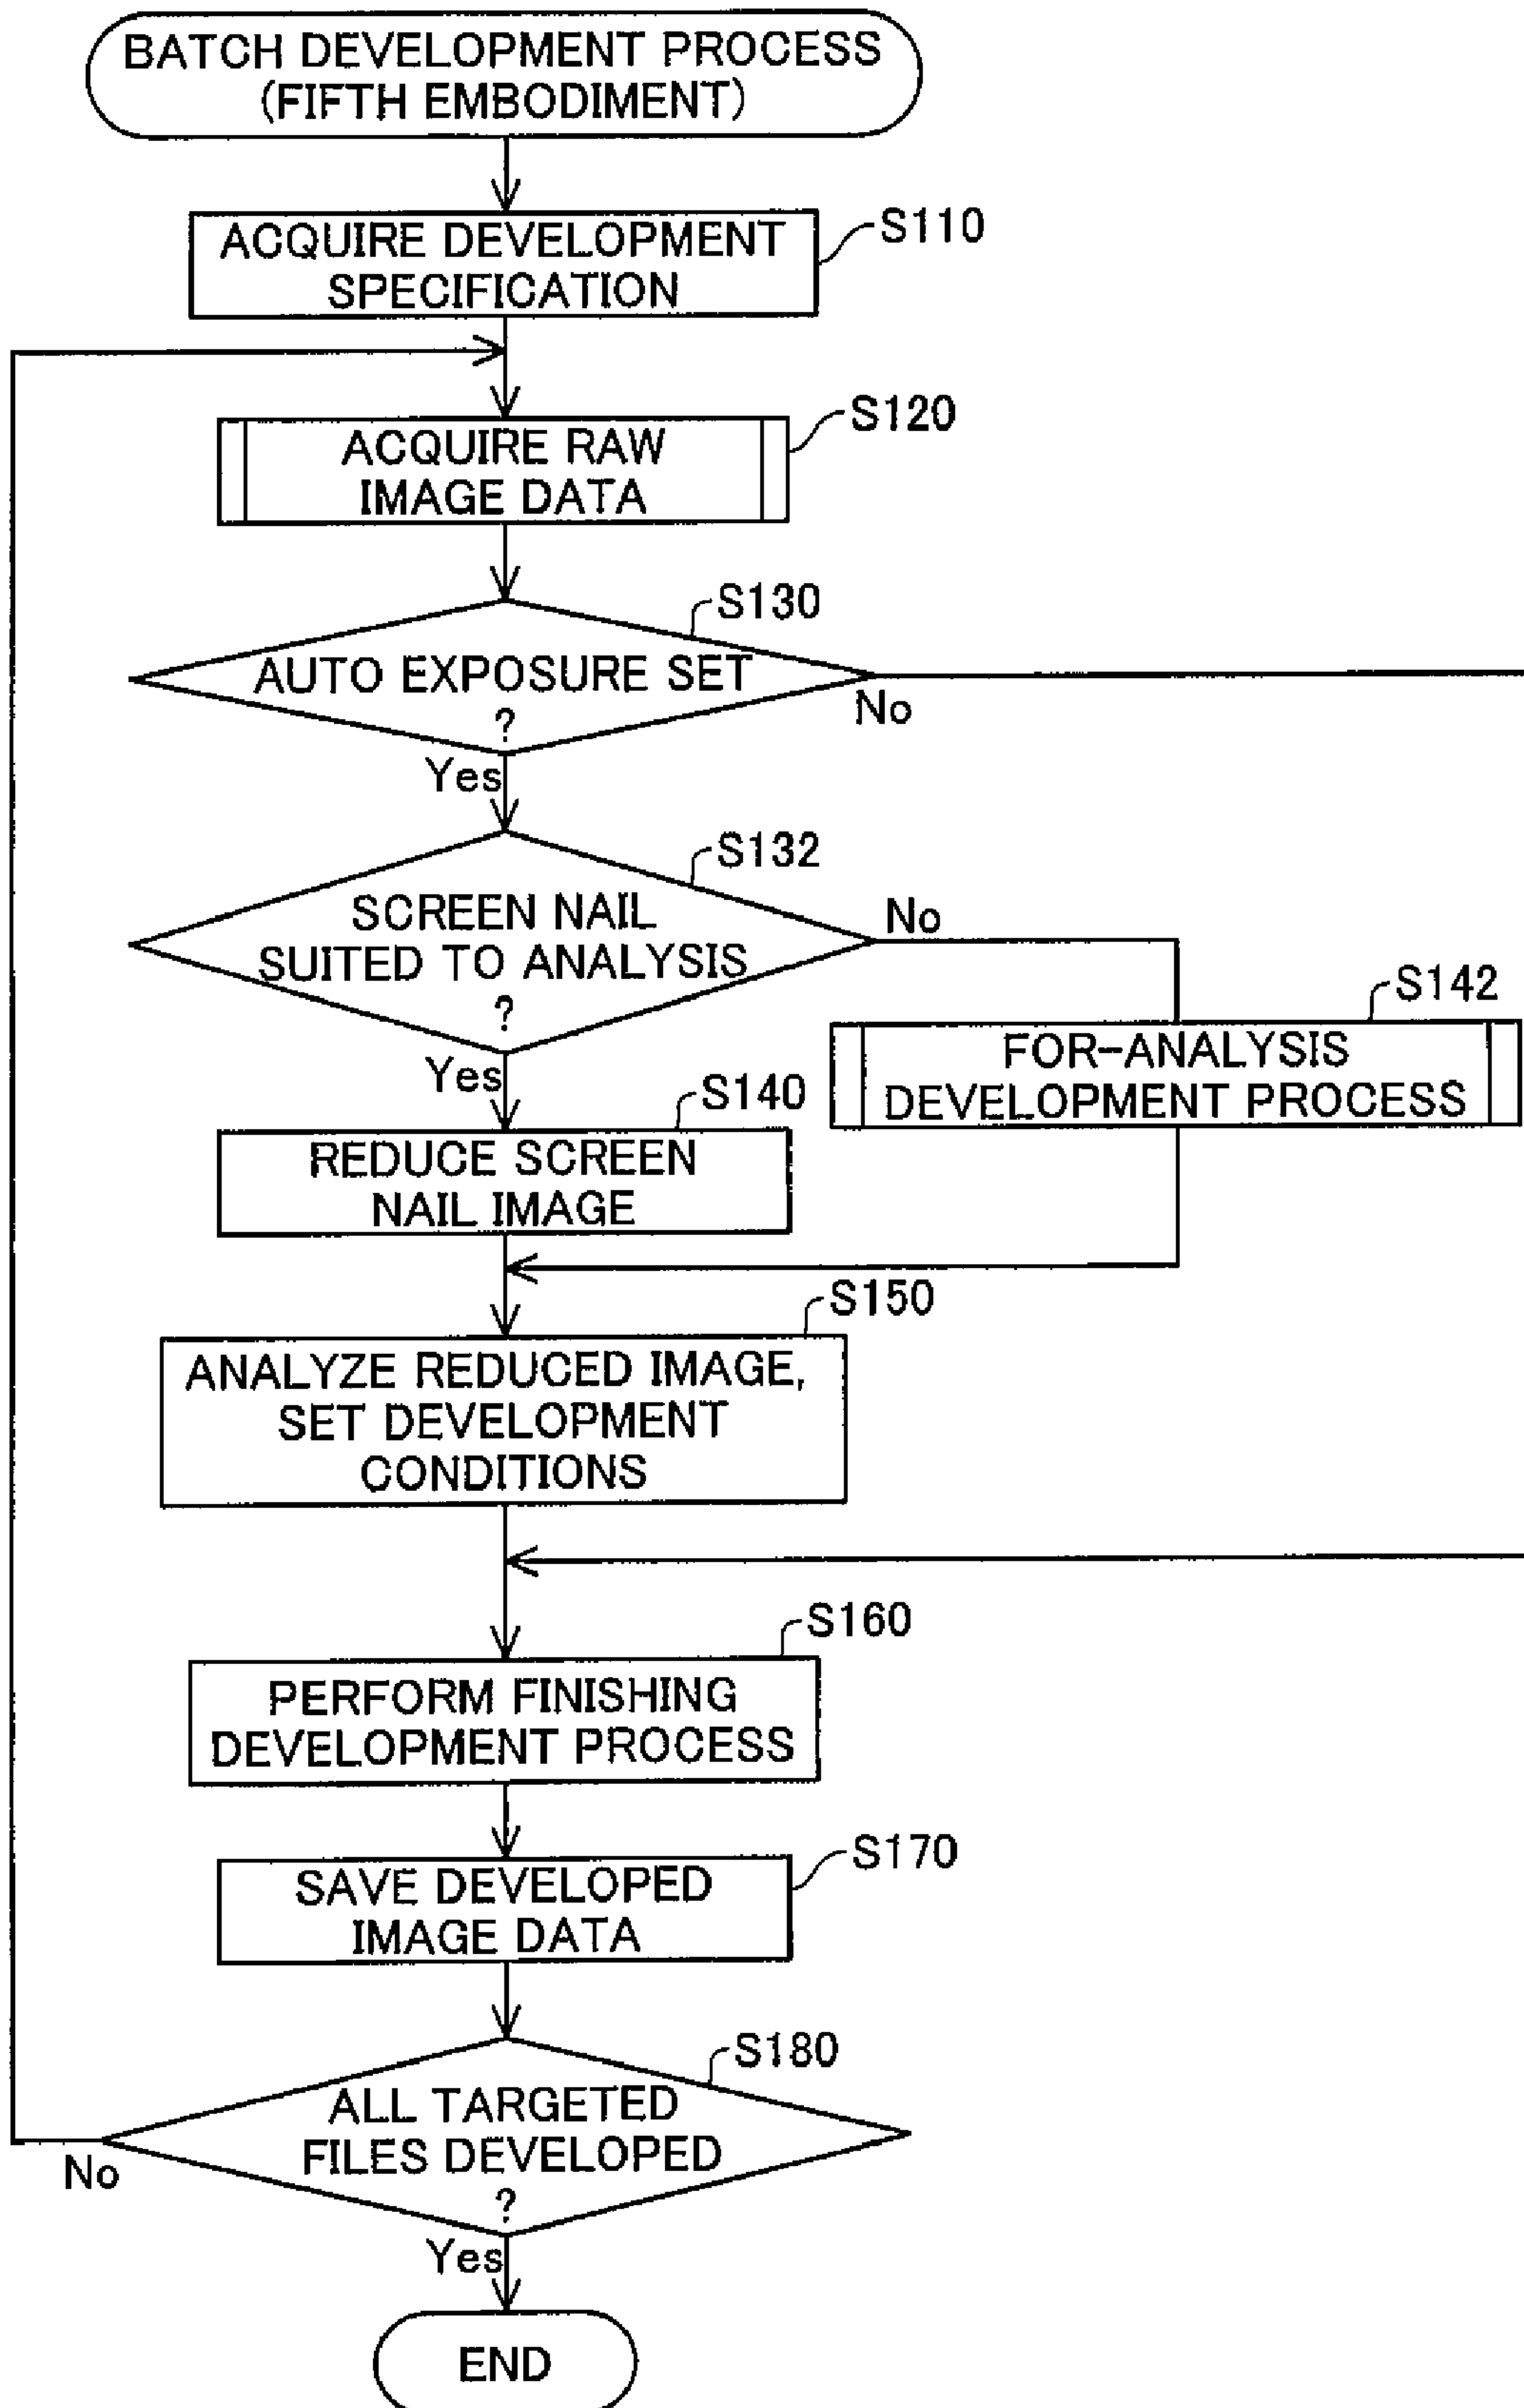 BATCH DEVELOPMENT PROCESS
(FIFTH EMBODIMENT)
ACQUIRE DEVELOPMENT
SPECIFICATION
S110
ACQUIRE RAW
IMAGE DATA
S120
AUTO EXPOSURE SET
?
S130
No
Yes
SCREEN NAIL
SUITED TO ANALYSIS
?
S132
No
Yes
FOR-ANALYSIS
DEVELOPMENT PROCESS
S142
REDUCE SCREEN
NAIL IMAGE
S140
ANALYZE REDUCED IMAGE,
SET DEVELOPMENT
CONDITIONS
S150
PERFORM FINISHING
DEVELOPMENT PROCESS
S160
SAVE DEVELOPED
IMAGE DATA
S170
ALL TARGETED
FILES DEVELOPED
?
S180
No
Yes
END